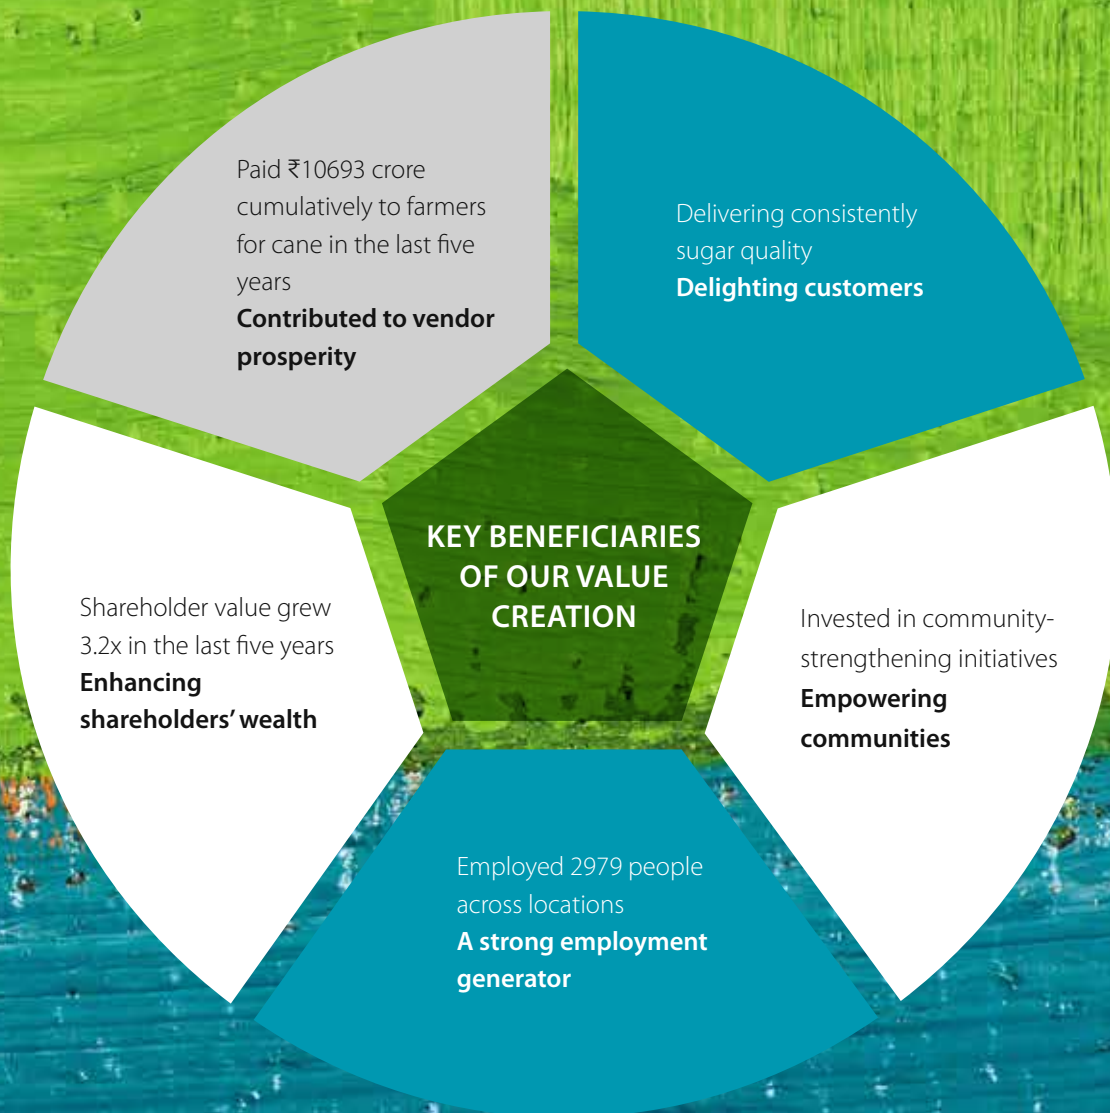 Paid ₹10693 crore
cumulatively to farmers
for cane in the last five
years
Contributed to vendor
prosperity
Delivering consistently
sugar quality
Delighting customers
KEY BENEFICIARIES
OF OUR VALUE
CREATION
Shareholder value grew
3.2x in the last five years
Enhancing
shareholders’ wealth
Invested in community-
strengthening initiatives
Empowering
communities
Employed 2979 people
across locations
A strong employment
generator